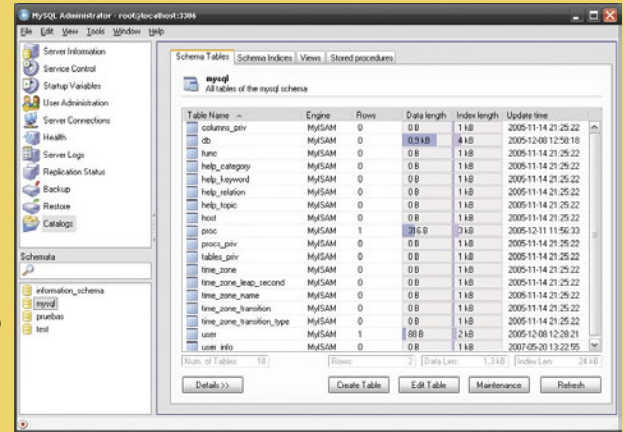 MySQL Administrator - root@localhost:3306
File Edit View Tools Window Help
Server Information
Service Control
Startup Variables
User Administration
Server Connections
Health
Server Logs
Replication Status
Backup
Restore
Catalogs
Schemata
information_schema
mysql
pruebas
test
Schema Tables Schema Indices Views Stored procedures
mysql
All tables of the mysql schema
Table Name Engine Rows Data length Index length Update time
columns_priv MyISAM 0 0 B 1 kB 2005-11-14 21:25:22
db MyISAM 0 0,9 kB 4 kB 2005-12-08 12:58:18
func MyISAM 0 0 B 1 kB 2005-11-14 21:25:22
help_category MyISAM 0 0 B 1 kB 2005-11-14 21:25:22
help_keyword MyISAM 0 0 B 1 kB 2005-11-14 21:25:22
help_relation MyISAM 0 0 B 1 kB 2005-11-14 21:25:22
help_topic MyISAM 0 0 B 1 kB 2005-11-14 21:25:22
host MyISAM 0 0 B 1 kB 2005-11-14 21:25:22
proc MyISAM 1 316 B 3 kB 2005-12-11 11:56:33
procs_priv MyISAM 0 0 B 1 kB 2005-11-14 21:25:22
tables_priv MyISAM 0 0 B 1 kB 2005-11-14 21:25:22
time_zone MyISAM 0 0 B 1 kB 2005-11-14 21:25:22
time_zone_leap_second MyISAM 0 0 B 1 kB 2005-11-14 21:25:22
time_zone_name MyISAM 0 0 B 1 kB 2005-11-14 21:25:22
time_zone_transition MyISAM 0 0 B 1 kB 2005-11-14 21:25:22
time_zone_transition_type MyISAM 0 0 B 1 kB 2005-11-14 21:25:22
user MyISAM 1 88 B 2 kB 2005-12-08 12:28:21
user_info MyISAM 0 0 B 1 kB 2007-05-20 13:22:55
Num. of Tables: 18 Rows: 2 Data Len: 1,3 kB Index Len: 24 kB
Details >> Create Table Edit Table Maintenance Refresh